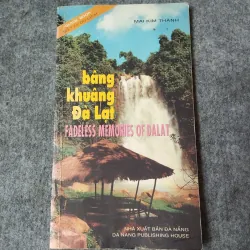 MAI KIM THÀNH
bâng
khuâng
Đà Lạt
FADELESS MEMORIES OF DALAT
NHÀ XUẤT BẢN ĐÀ NẴNG
DA NANG PUBLISHING HOUSE